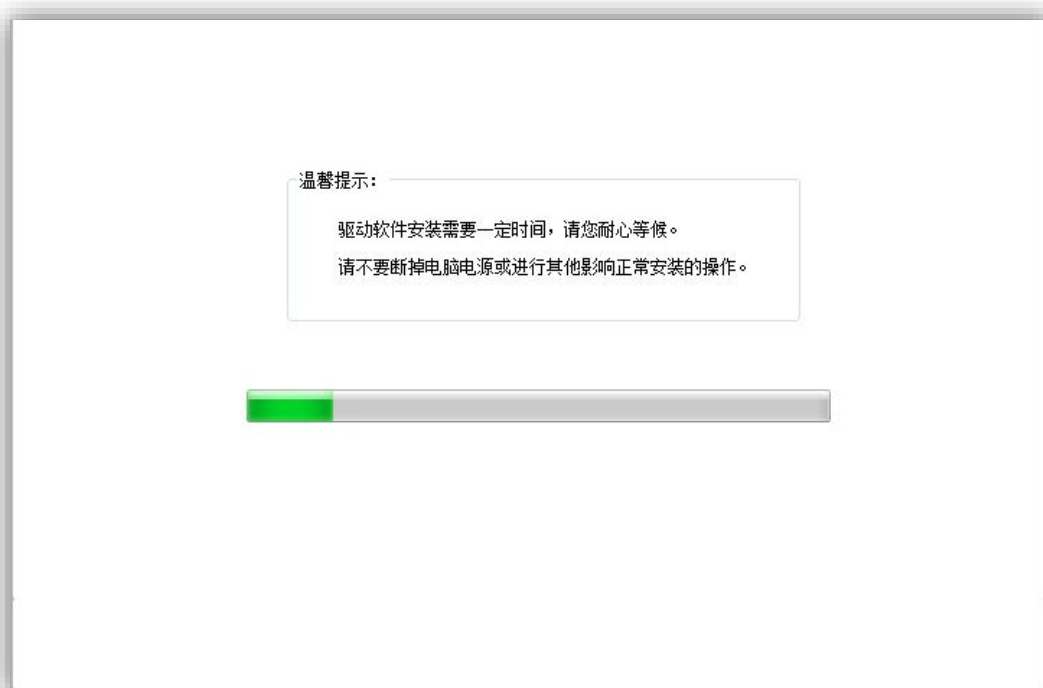 温馨提示：
驱动软件安装需要一定时间，请您耐心等候。
请不要断掉电脑电源或进行其他影响正常安装的操作。